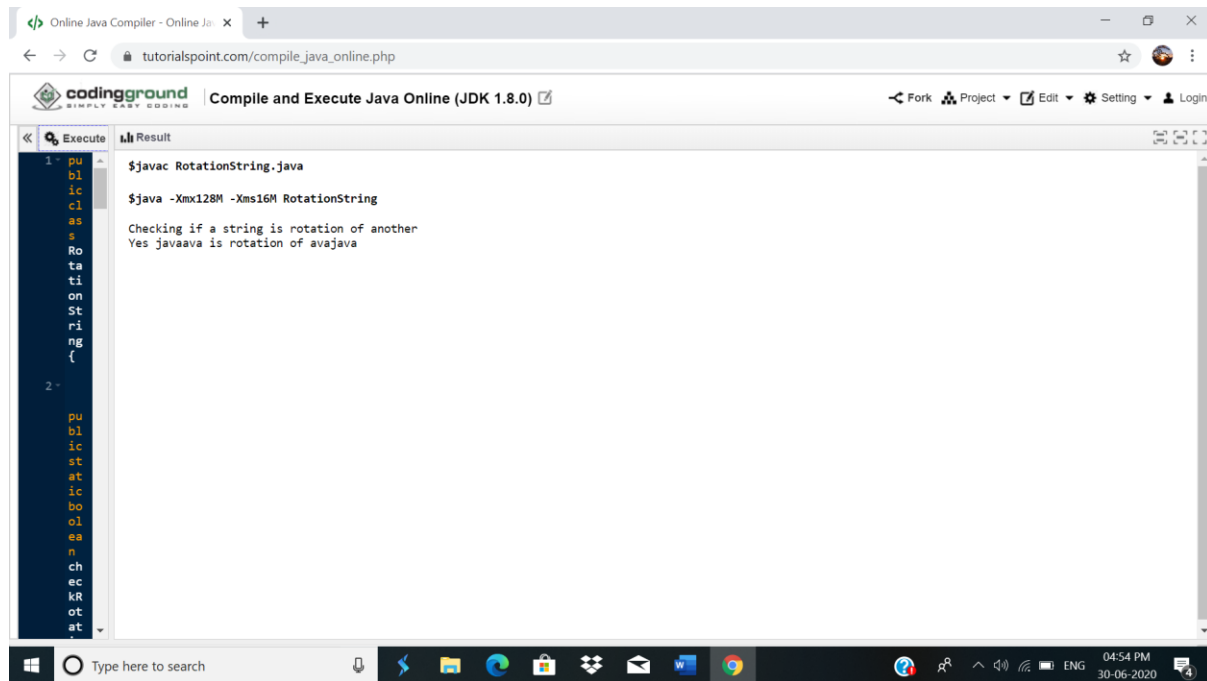 Online Java Compiler - Online Ja
tutorialspoint.com/compile_java_online.php
codingground
SIMPLY EASY CODING
Compile and Execute Java Online (JDK 1.8.0)
Fork Project Edit Setting Login
Execute
Result
1
pu
bl
ic
cl
as
s
Ro
ta
ti
on
St
ri
ng
{
2
pu
bl
ic
st
at
ic
bo
ol
ea
n
ch
ec
kR
ot
at
$javac RotationString.java
$java -Xmx128M -Xms16M RotationString
Checking if a string is rotation of another
Yes javaava is rotation of avajava
Type here to search
W
ENG
04:54 PM
30-06-2020
4